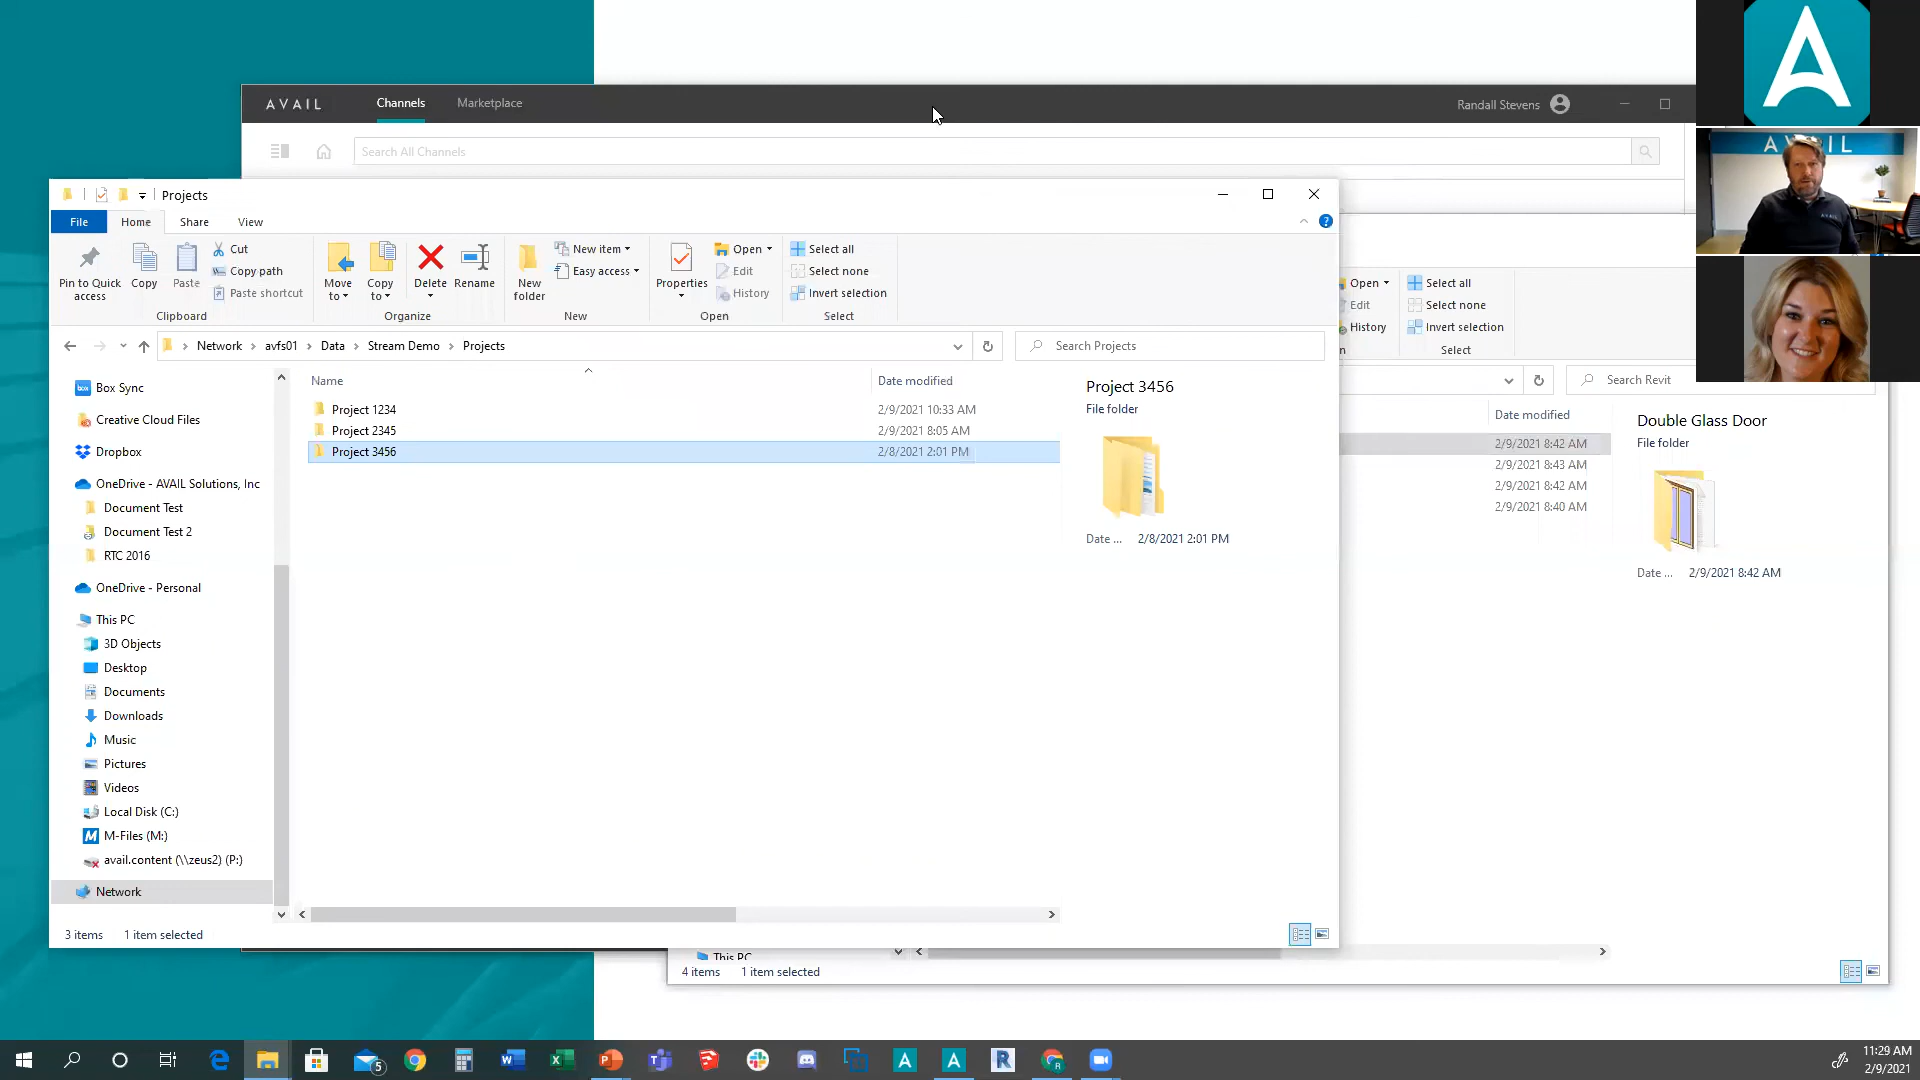 AVAIL
Channels
Marketplace
Randall Stevens
Search All Channels
Projects
File
Home
Share
View
Pin to Quick
access
Copy
Paste
Cut
Copy path
Paste shortcut
Clipboard
Move
to
Copy
to
Delete
Rename
Organize
New
folder
New item
Easy access
New
Properties
Open
Edit
History
Open
Select all
Select none
Invert selection
Select
Open
Edit
History
n
Select all
Select none
Invert selection
Select
Network
avfs01
Data
Stream Demo
Projects
Search Projects
Search Revit
Box Sync
Creative Cloud Files
Dropbox
OneDrive - AVAIL Solutions, Inc
Document Test
Document Test 2
RTC 2016
OneDrive - Personal
This PC
3D Objects
Desktop
Documents
Downloads
Music
Pictures
Videos
Local Disk (C:)
M-Files (M:)
avail.content (\\zeus2) (P:)
Network
Name
Date modified
Project 1234
2/9/2021 10:33 AM
Project 2345
2/9/2021 8:05 AM
Project 3456
2/8/2021 2:01 PM
Project 3456
File folder
Date ...
2/8/2021 2:01 PM
Date modified
2/9/2021 8:42 AM
2/9/2021 8:43 AM
2/9/2021 8:42 AM
2/9/2021 8:40 AM
Double Glass Door
File folder
Date ...
2/9/2021 8:42 AM
3 items
1 item selected
This PC
4 items
1 item selected
AVAIL
AVAIL
5
11:29 AM
2/9/2021